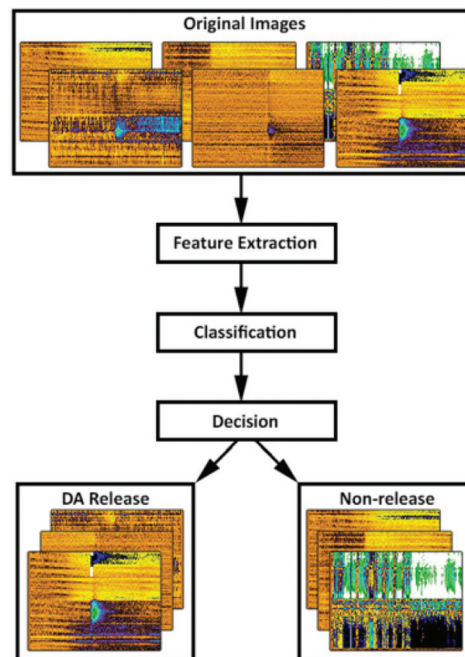 Original Images
Feature Extraction
Classification
Decision
DA Release
Non-release